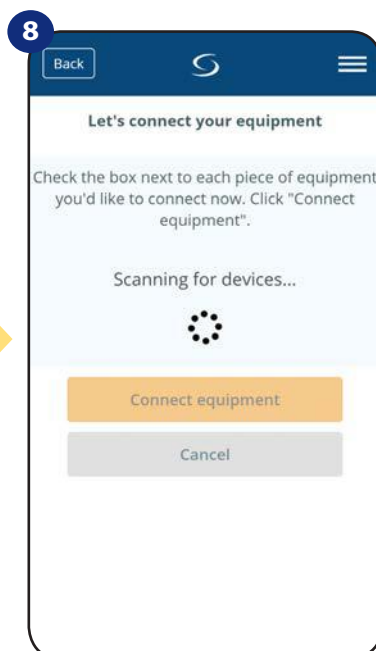 8
Back
Let's connect your equipment
Check the box next to each piece of equipment
you'd like to connect now. Click "Connect
equipment".
Scanning for devices...
Connect equipment
Cancel